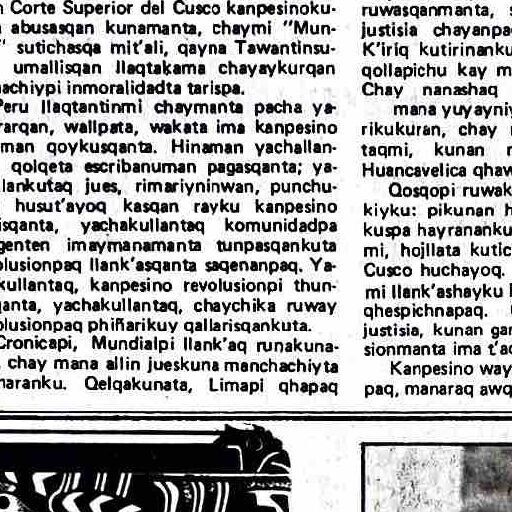 Corte Superior del Cusco kanpesinoku-
abusasqan kunamanta, chaymi "Mun-
" sutichasqa mit'ali, qayna Tawantinsu-
umallisqan llaqtakama chayaykurqan
achiypi inmoralidadta tarispa.
Peru llaqtantinmi chaymanta pacha ya-
rarqan, wallpata, wakata ima kanpesino
man qoykusqanta. Hinaman yachallan-
qolqeta escribanuman pagasqanta; ya-
lankutaq jues, rimariyninwan, punchu-
husut'ayoq kasqan rayku kanpesino
isqanta, yachakullantaq komunidadpa
genten imaymanamanta tunpasqankuta
olusionpaq llank'asqanta saqenanpaq. Ya-
kullantaq, kanpesino revolusionpi thun-
qanta, yachakullantaq, chaychika ruway
olusionpaq phiñarikuy qallarisqankuta.
Cronicapi, Mundialpi llank'aq runakuna-
, chay mana allin jueskuna manchachiyta
naranku. Qelqakunata, Limapi qhapaq
ruwasqanmanta, s
justisia chayanpa
K'iriq kutirinanku
qollapichu kay m
Chay nanashaq
mana yuyayniy
rikukuran, chay
taqmi, kunan
Huancavelica qhaw
Qosqopi ruwak
kiyku: pikunan h
kuspa hayrananku
mi, hojllata kutic
Cusco huchayoq.
mi llank'ashayku
qhespichnapaq.
justisia, kunan gan
sionmanta ima t'aq
Kanpesino way
paq, manaraq awq